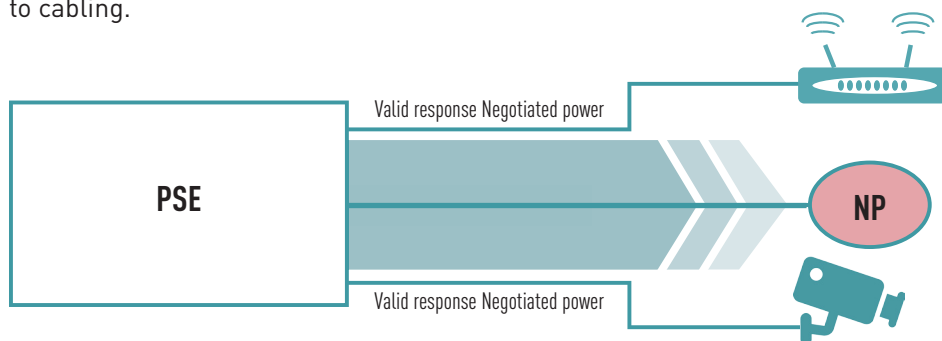 to cabling.
Valid response Negotiated power
PSE
NP
Valid response Negotiated power